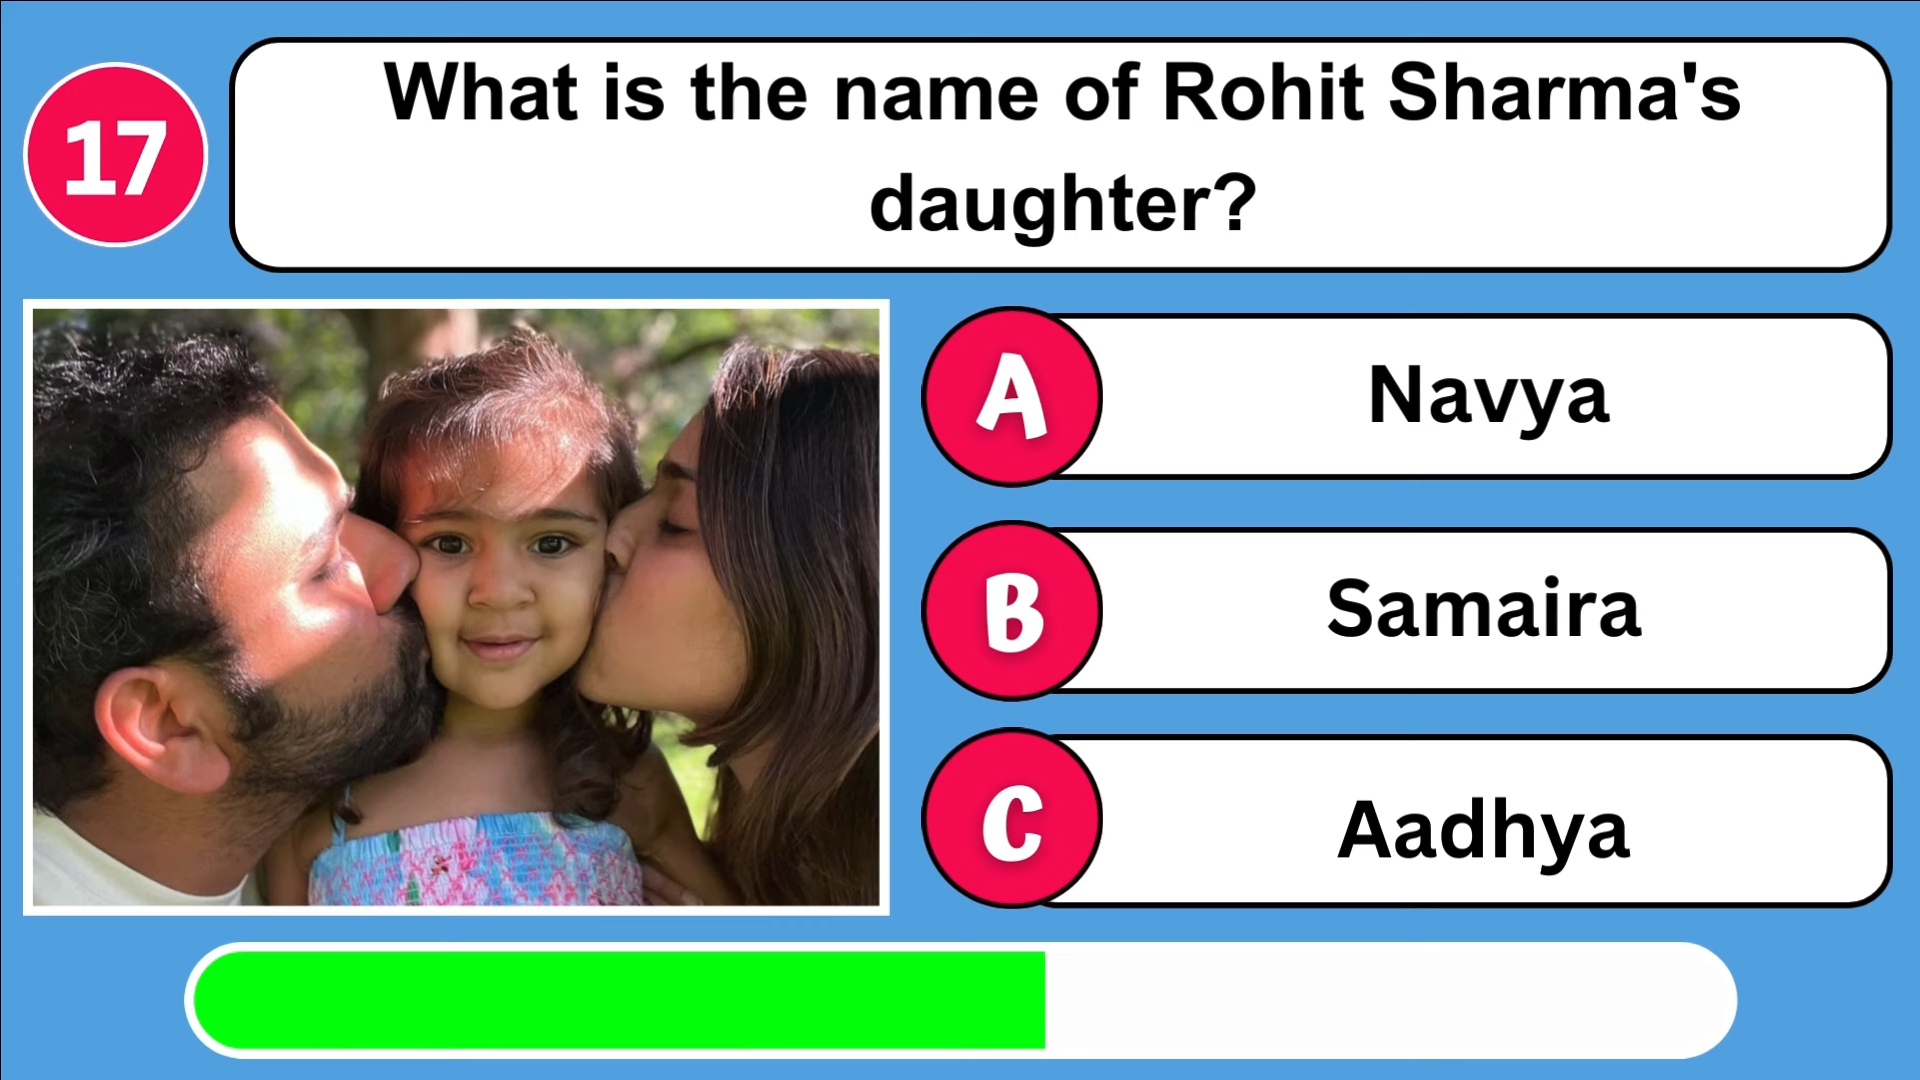 17
What is the name of Rohit Sharma's
daughter?
A
Navya
B
Samaira
C
Aadhya